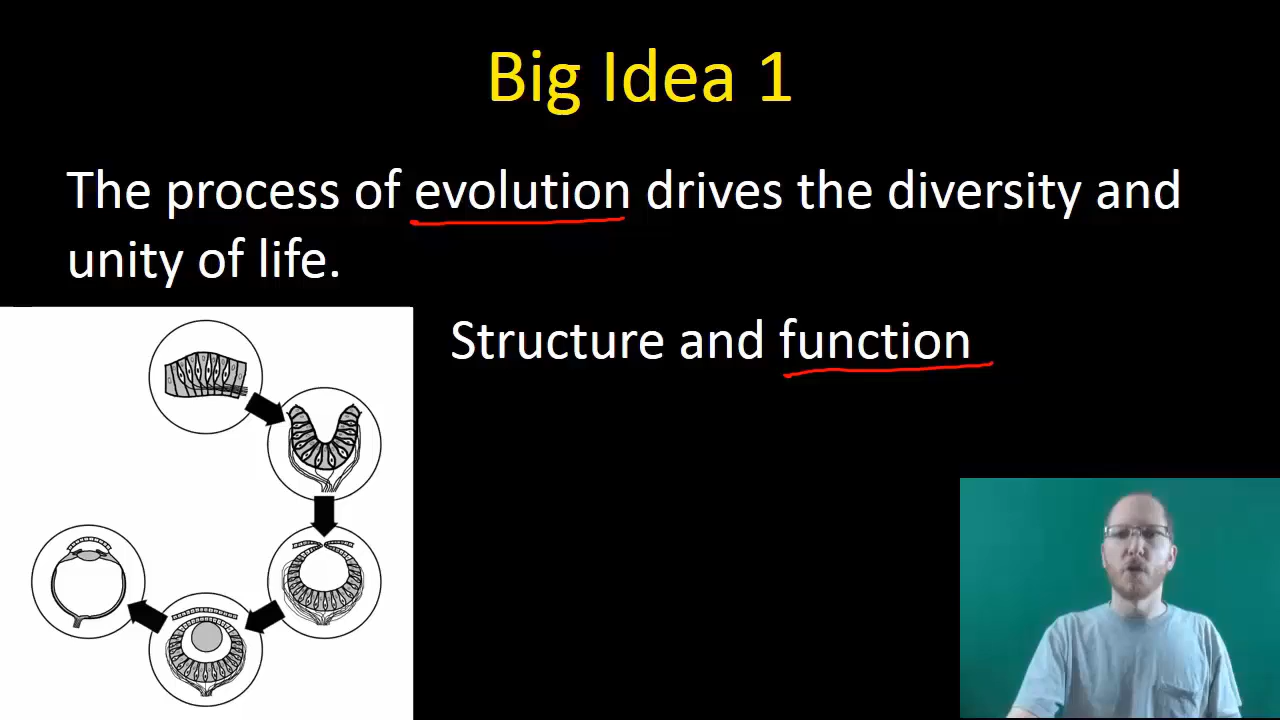 Big Idea 1
The process of evolution drives the diversity and
unity of life.
Structure and function